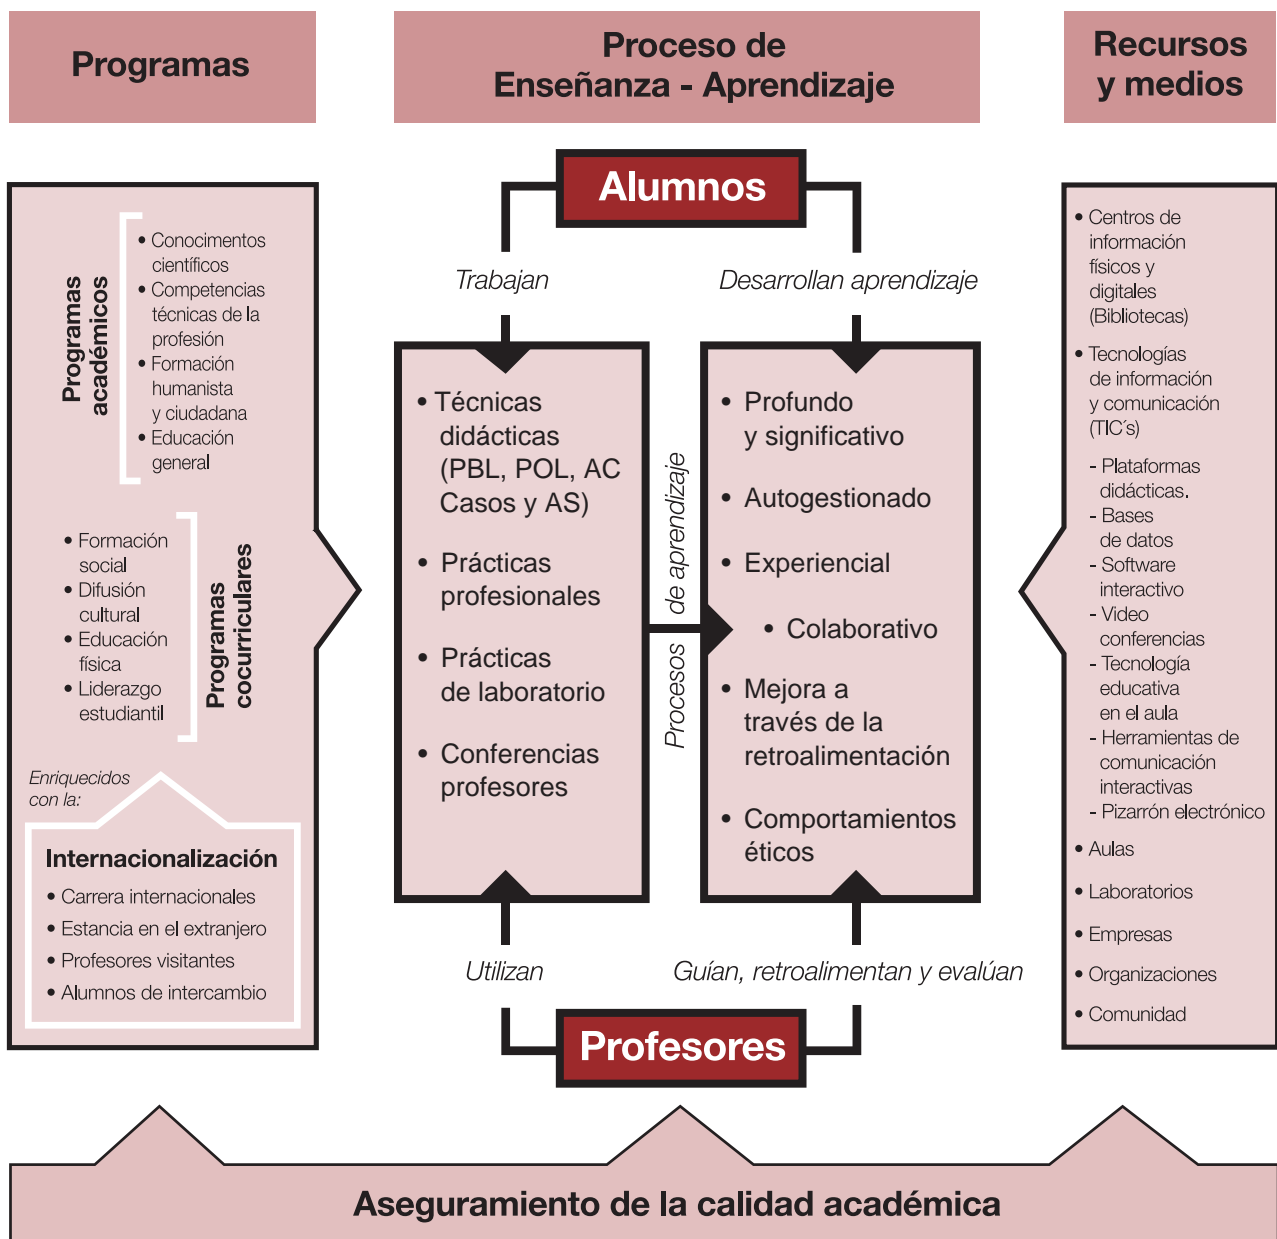 Programas
Proceso de
Enseñanza - Aprendizaje
Recursos
y medios
Programas
académicos
• Conocimentos
científicos
• Competencias
técnicas de la
profesión
• Formación
humanista
y ciudadana
• Educación
general
• Formación
social
• Difusión
cultural
• Educación
física
• Liderazgo
estudiantil
Programas
cocurriculares
Enriquecidos
con la:
Internacionalización
• Carrera internacionales
• Estancia en el extranjero
• Profesores visitantes
• Alumnos de intercambio
Alumnos
Trabajan
Desarrollan aprendizaje
• Técnicas
didácticas
(PBL, POL, AC
Casos y AS)
• Prácticas
profesionales
• Prácticas
de laboratorio
• Conferencias
profesores
Procesos de aprendizaje
• Profundo
y significativo
• Autogestionado
• Experiencial
• Colaborativo
• Mejora a
través de la
retroalimentación
• Comportamientos
éticos
Utilizan
Guían, retroalimentan y evalúan
Profesores
• Centros de
información
físicos y
digitales
(Bibliotecas)
• Tecnologías
de información
y comunicación
(TIC´s)
- Plataformas
didácticas.
- Bases
de datos
- Software
interactivo
- Video
conferencias
- Tecnología
educativa
en el aula
- Herramientas de
comunicación
interactivas
- Pizarrón electrónico
• Aulas
• Laboratorios
• Empresas
• Organizaciones
• Comunidad
Aseguramiento de la calidad académica